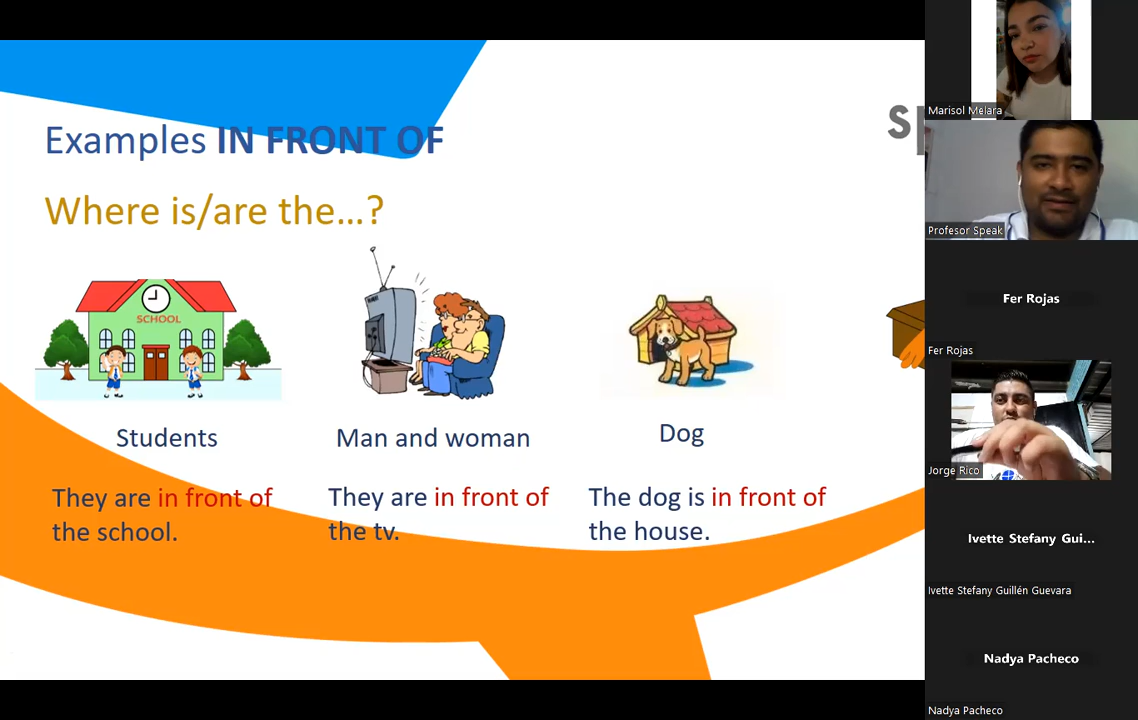 Examples IN FRONT OF
Where is/are the...?
SCHOOL
Students
Man and woman
Dog
They are in front of
the school.
They are in front of
the tv.
The dog is in front of
the house.
Marisol Melara
Profesor Speak
Fer Rojas
Fer Rojas
Jorge Rico
Ivette Stefany Gui...
Ivette Stefany Guillén Guevara
Nadya Pacheco
Nadya Pacheco